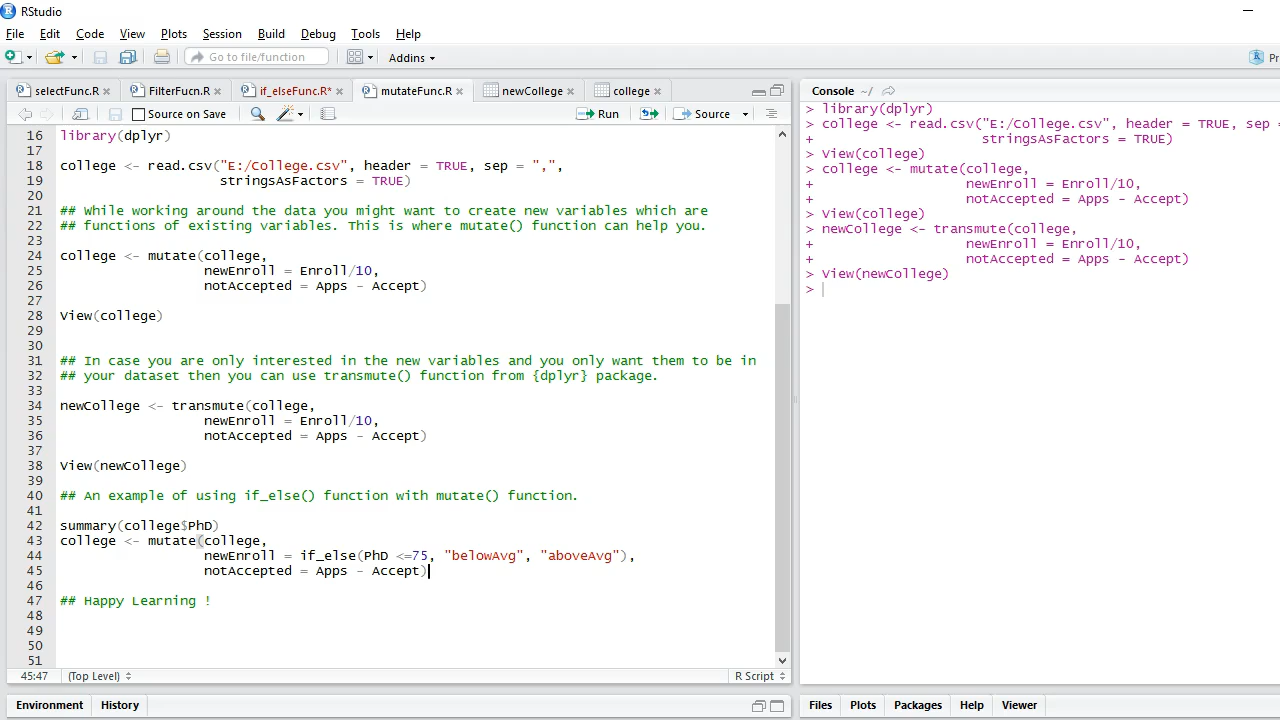 RStudio
File Edit Code View Plots Session Build Debug Tools Help
Go to file/function Addins Pr
selectFunc.R FilterFucn.R if_elseFunc.R* mutateFunc.R newCollege college
Source on Save Run Source
16 library(dplyr)
17
18 college <- read.csv("E:/College.csv", header = TRUE, sep = ",",
19 stringsAsFactors = TRUE)
20
21 ## While working around the data you might want to create new variables which are
22 ## functions of existing variables. This is where mutate() function can help you.
23
24 college <- mutate(college,
25 newEnroll = Enroll/10,
26 notAccepted = Apps - Accept)
27
28 View(college)
29
30
31 ## In case you are only interested in the new variables and you only want them to be in
32 ## your dataset then you can use transmute() function from {dplyr} package.
33
34 newCollege <- transmute(college,
35 newEnroll = Enroll/10,
36 notAccepted = Apps - Accept)
37
38 View(newCollege)
39
40 ## An example of using if_else() function with mutate() function.
41
42 summary(college$PhD)
43 college <- mutate(college,
44 newEnroll = if_else(PhD <=75, "belowAvg", "aboveAvg"),
45 notAccepted = Apps - Accept)
46
47 ## Happy Learning !
48
49
50
51
45:47 (Top Level) R Script
Environment History
Console ~/
> library(dplyr)
> college <- read.csv("E:/College.csv", header = TRUE, sep =
+ stringsAsFactors = TRUE)
> View(college)
> college <- mutate(college,
+ newEnroll = Enroll/10,
+ notAccepted = Apps - Accept)
> View(college)
> newCollege <- transmute(college,
+ newEnroll = Enroll/10,
+ notAccepted = Apps - Accept)
> View(newCollege)
>
Files Plots Packages Help Viewer